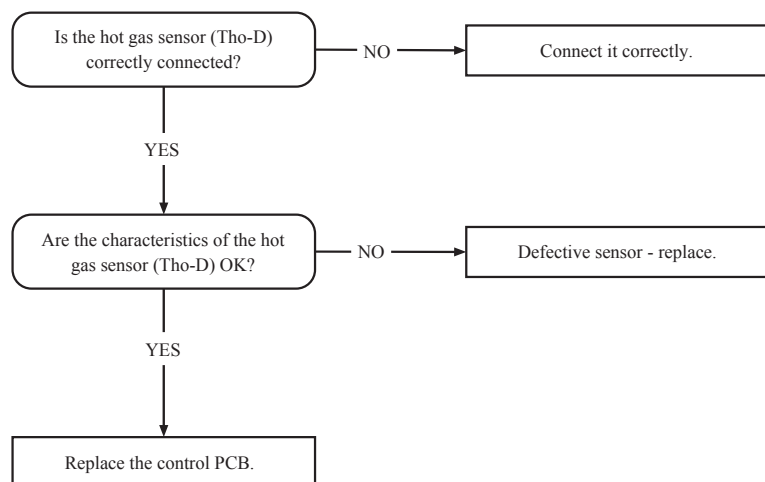 Is the hot gas sensor (Tho-D)
correctly connected?
NO
Connect it correctly.
YES
Are the characteristics of the hot
gas sensor (Tho-D) OK?
NO
Defective sensor - replace.
YES
Replace the control PCB.